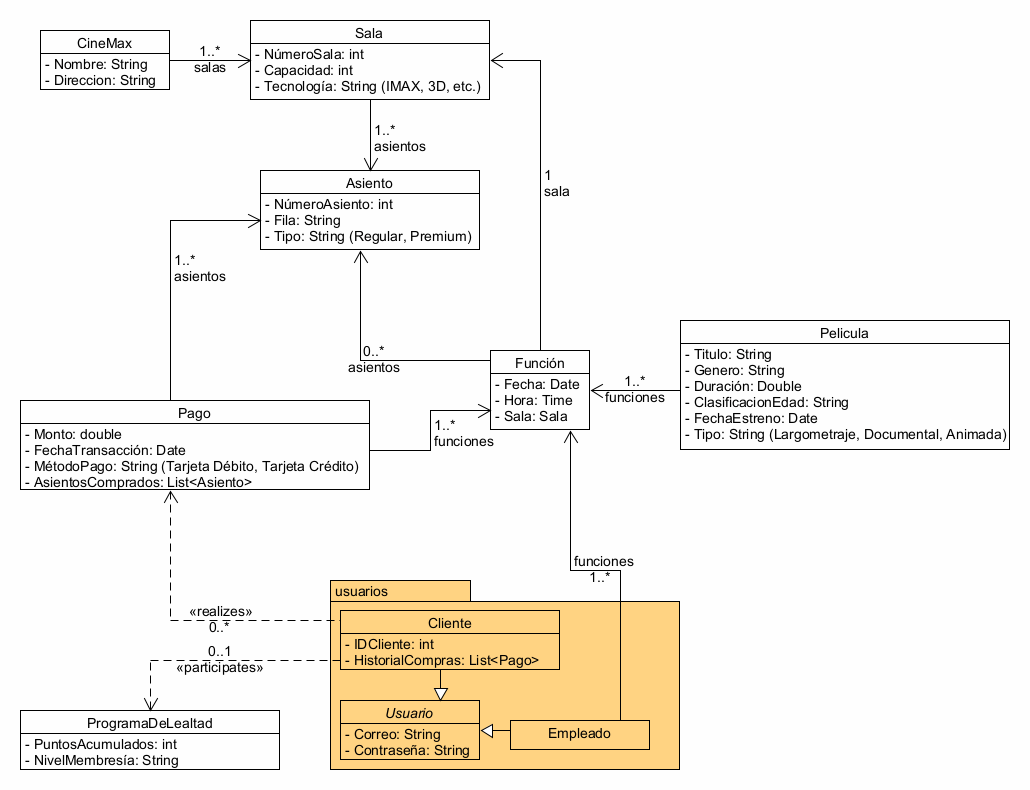 CineMax
- Nombre: String
- Direccion: String
1..*
salas
Sala
- NúmeroSala: int
- Capacidad: int
- Tecnología: String (IMAX, 3D, etc.)
1..*
asientos
1
sala
Asiento
- NúmeroAsiento: int
- Fila: String
- Tipo: String (Regular, Premium)
1..*
asientos
0..*
asientos
Función
- Fecha: Date
- Hora: Time
- Sala: Sala
1..*
funciones
Pelicula
- Titulo: String
- Genero: String
- Duración: Double
- ClasificacionEdad: String
- FechaEstreno: Date
- Tipo: String (Largometraje, Documental, Animada)
Pago
- Monto: double
- FechaTransacción: Date
- MétodoPago: String (Tarjeta Débito, Tarjeta Crédito)
- AsientosComprados: List<Asiento>
1..*
funciones
funciones
1..*
usuarios
«realizes»
0..*
Cliente
- IDCliente: int
- HistorialCompras: List<Pago>
0..1
«participates»
Usuario
- Correo: String
- Contraseña: String
Empleado
ProgramaDeLealtad
- PuntosAcumulados: int
- NivelMembresía: String